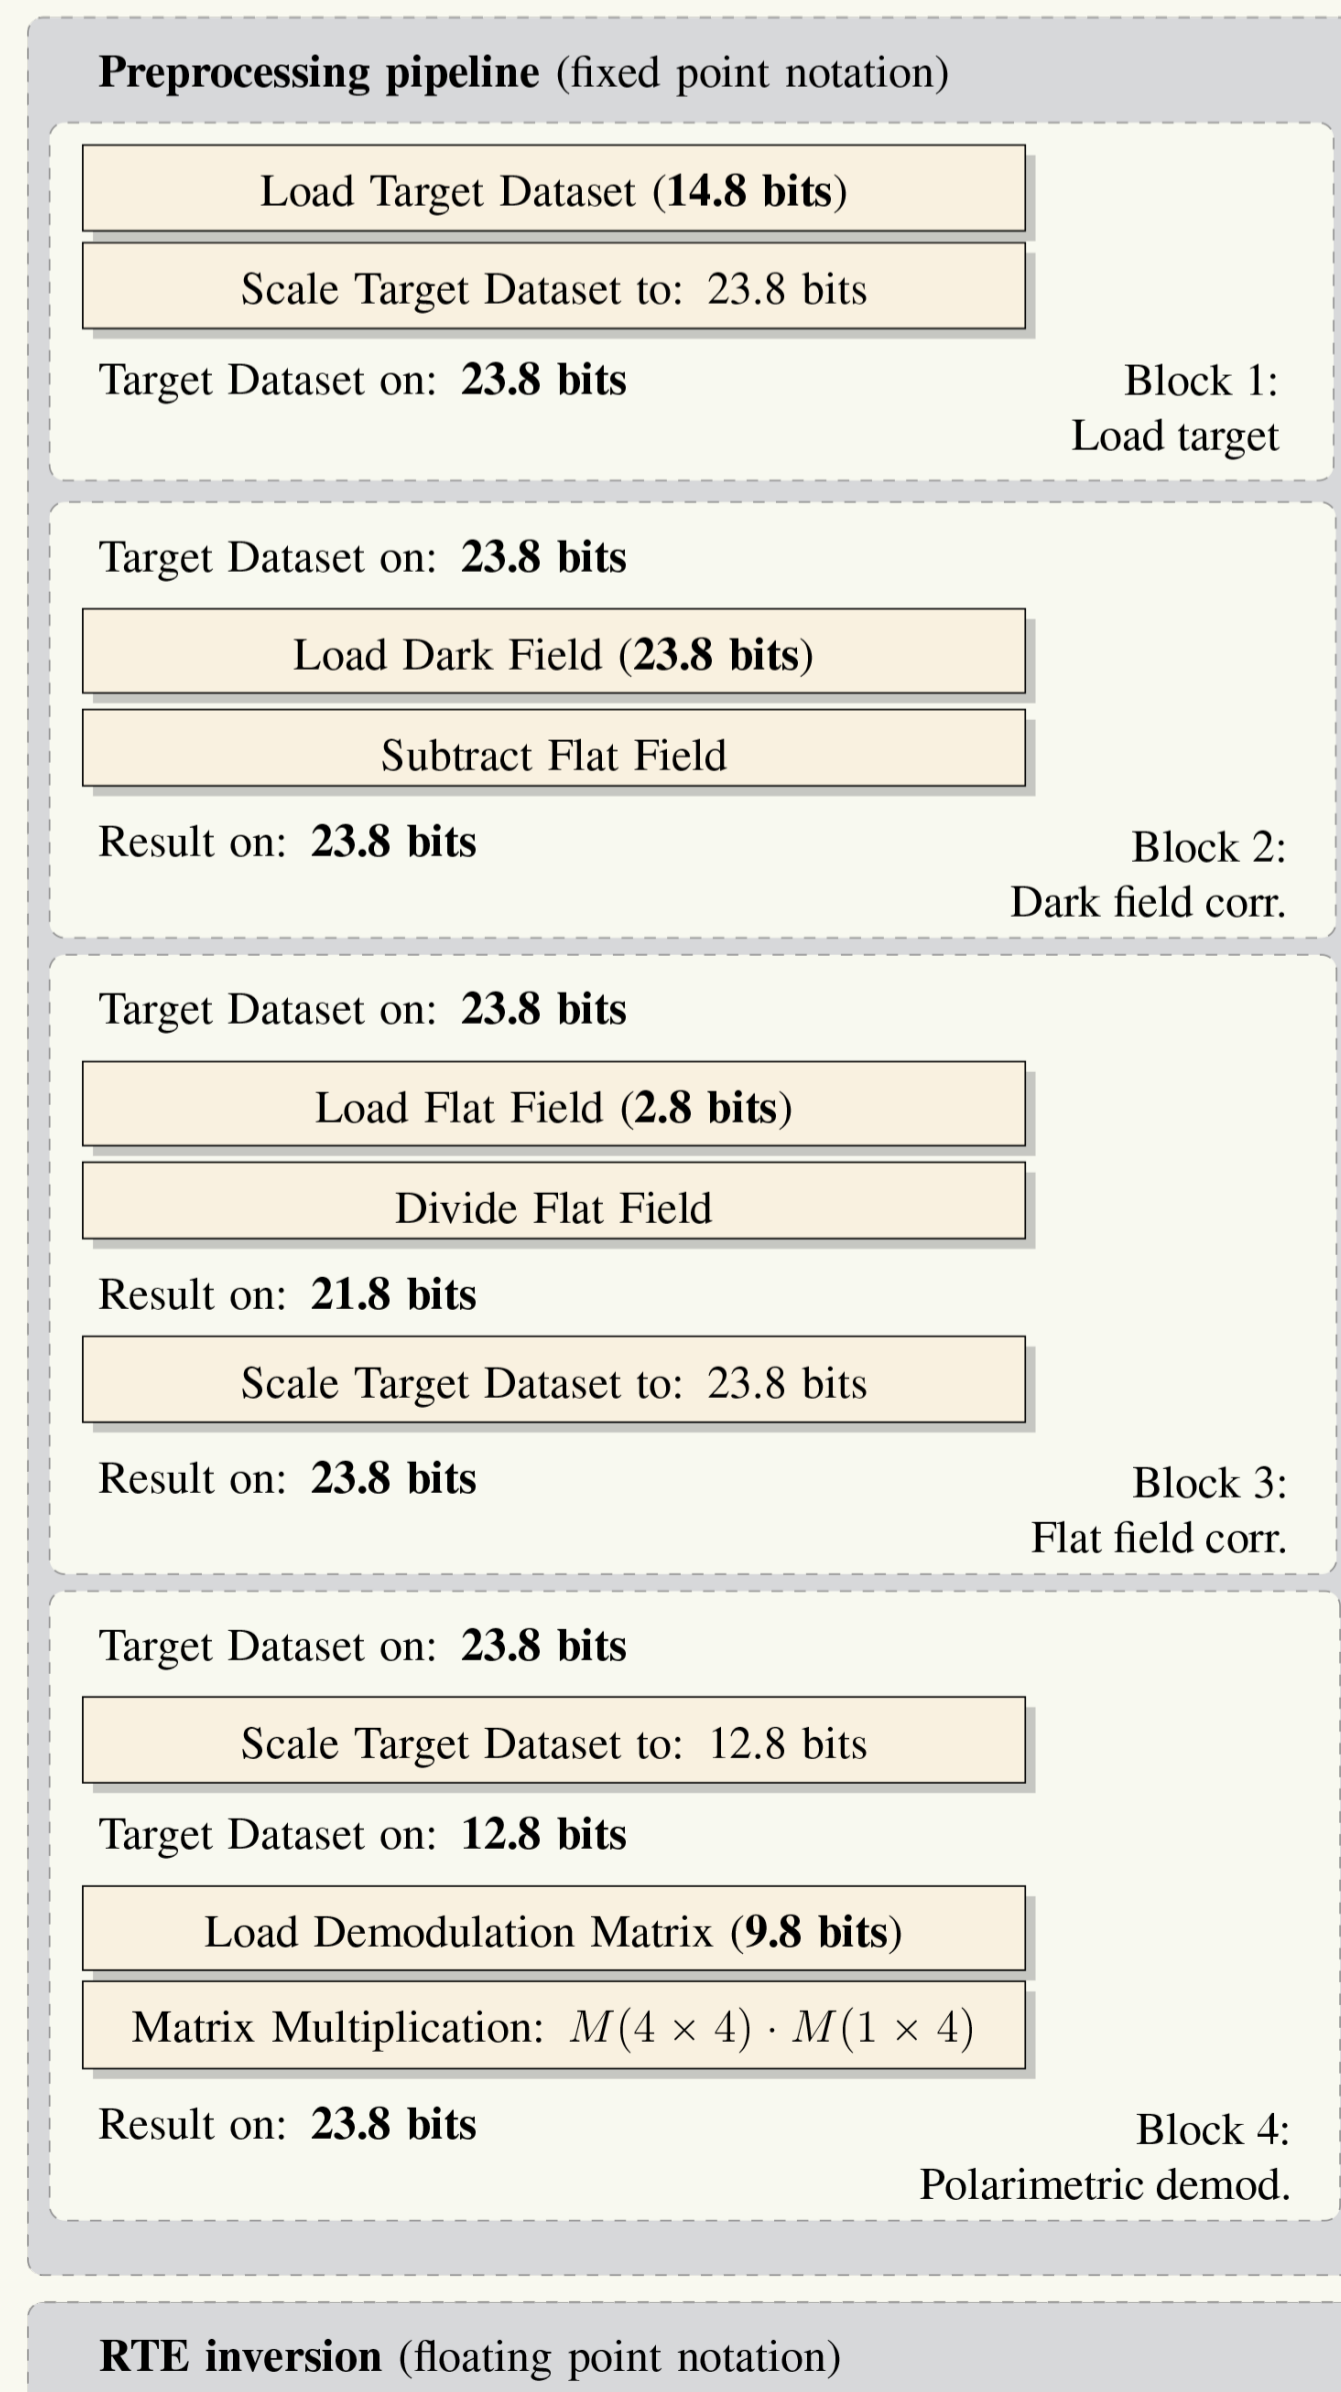 Preprocessing pipeline (fixed point notation)
Load Target Dataset (14.8 bits)
Scale Target Dataset to: 23.8 bits
Target Dataset on: 23.8 bits
Block 1:
Load target
Target Dataset on: 23.8 bits
Load Dark Field (23.8 bits)
Subtract Flat Field
Result on: 23.8 bits
Block 2:
Dark field corr.
Target Dataset on: 23.8 bits
Load Flat Field (2.8 bits)
Divide Flat Field
Result on: 21.8 bits
Scale Target Dataset to: 23.8 bits
Result on: 23.8 bits
Block 3:
Flat field corr.
Target Dataset on: 23.8 bits
Scale Target Dataset to: 12.8 bits
Target Dataset on: 12.8 bits
Load Demodulation Matrix (9.8 bits)
Matrix Multiplication: M(4 × 4) · M(1 × 4)
Result on: 23.8 bits
Block 4:
Polarimetric demod.
RTE inversion (floating point notation)